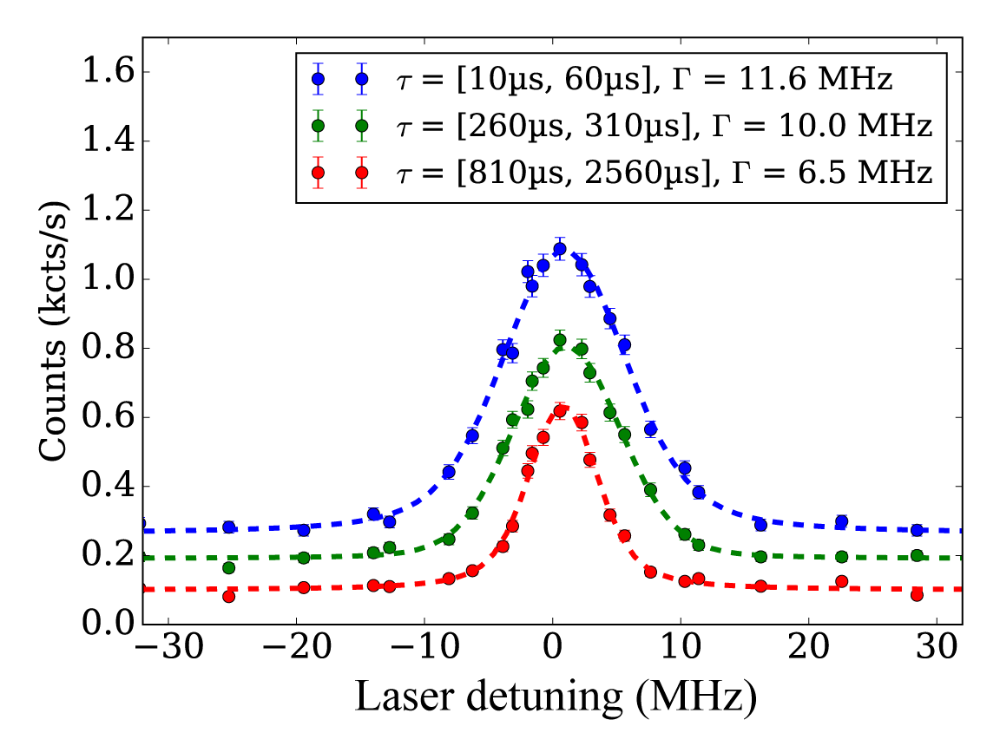 τ = [10μs, 60μs], Γ = 11.6 MHz
τ = [260μs, 310μs], Γ = 10.0 MHz
τ = [810μs, 2560μs], Γ = 6.5 MHz
Counts (kcts/s)
1.6
1.4
1.2
1.0
0.8
0.6
0.4
0.2
0.0
−30 −20 −10 0 10 20 30
Laser detuning (MHz)